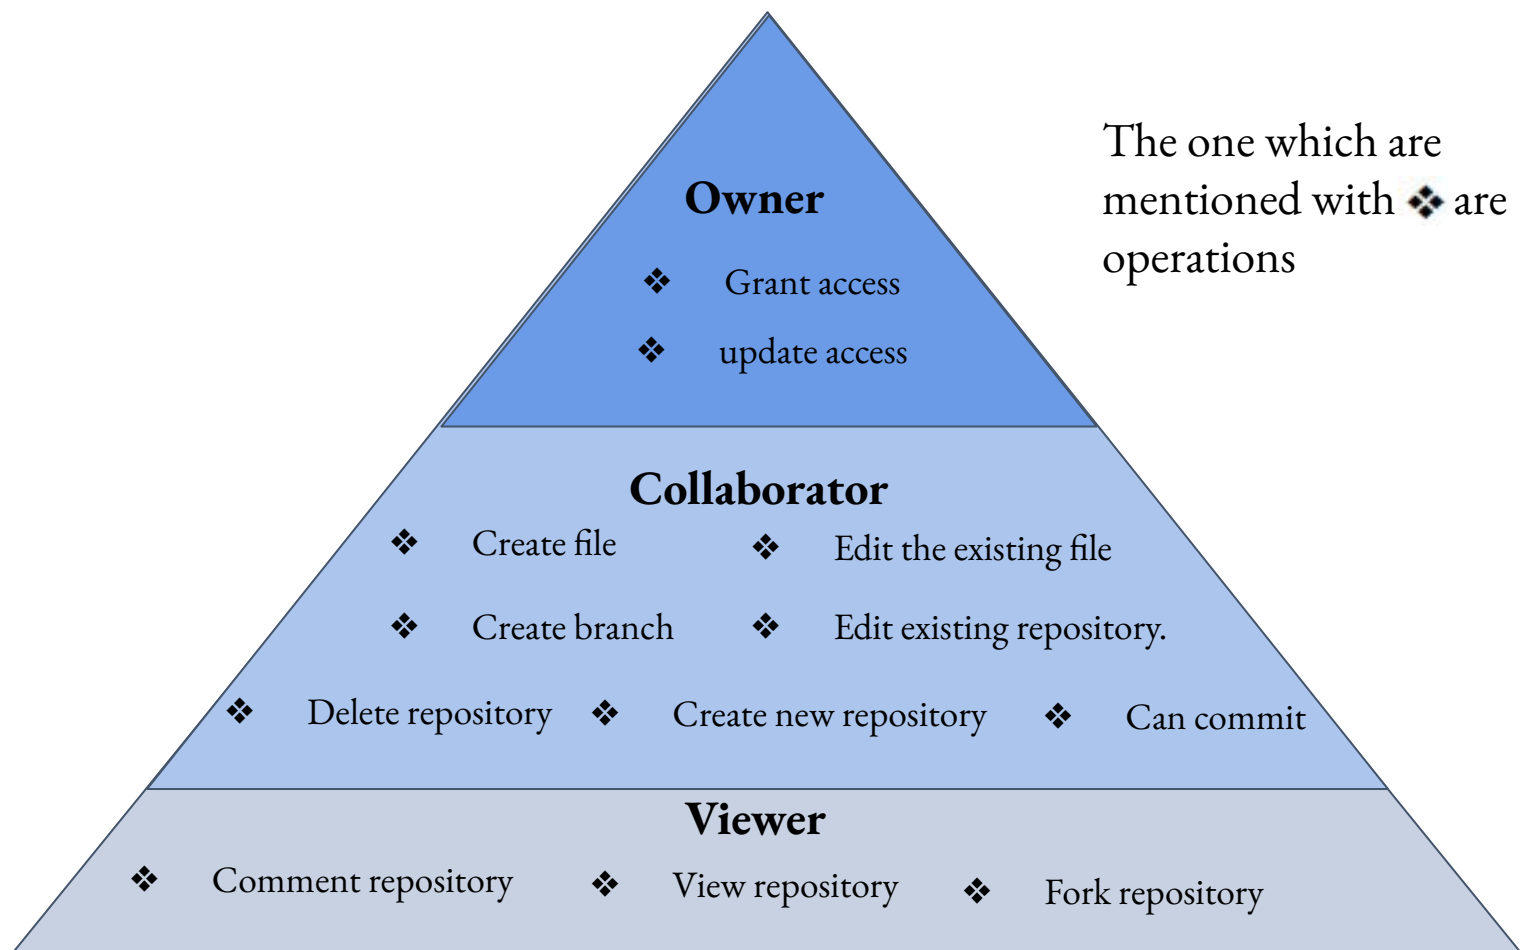 The one which are
mentioned with ❖ are
operations
Owner
❖ Grant access
❖ update access
Collaborator
❖ Create file ❖ Edit the existing file
❖ Create branch ❖ Edit existing repository.
❖ Delete repository ❖ Create new repository ❖ Can commit
Viewer
❖ Comment repository ❖ View repository ❖ Fork repository